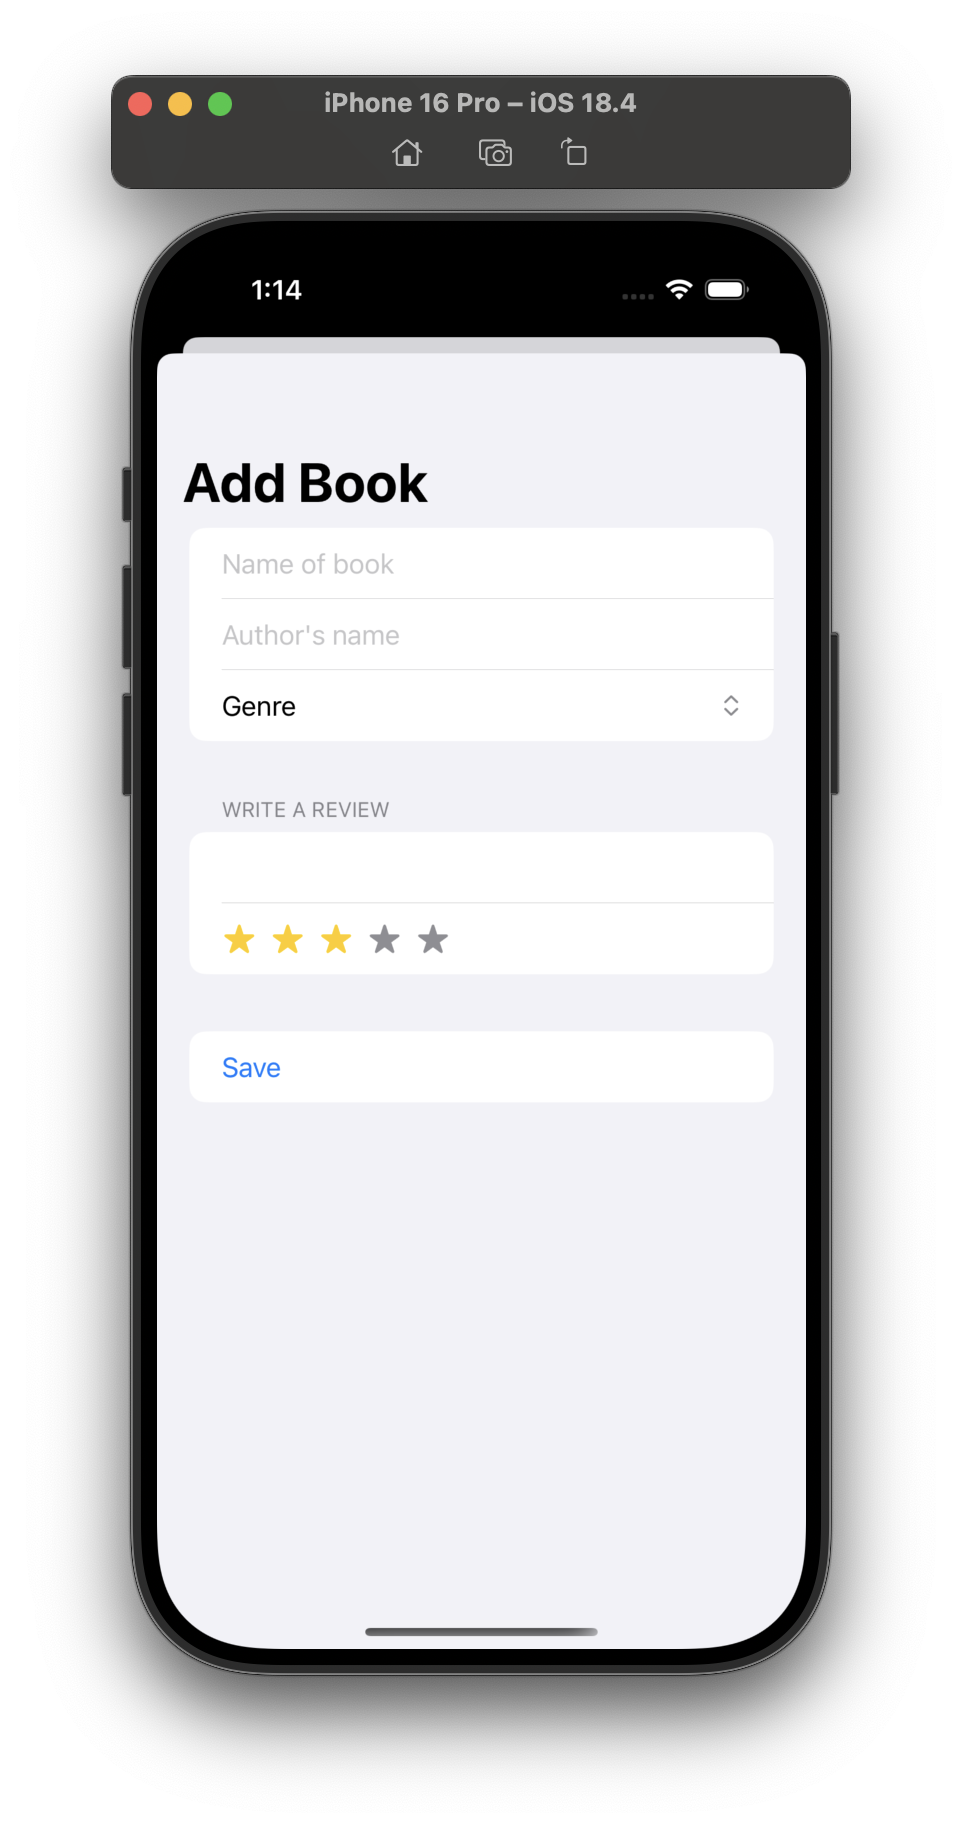 iPhone 16 Pro – iOS 18.4
1:14
Add Book
Name of book
Author's name
Genre
WRITE A REVIEW
Save